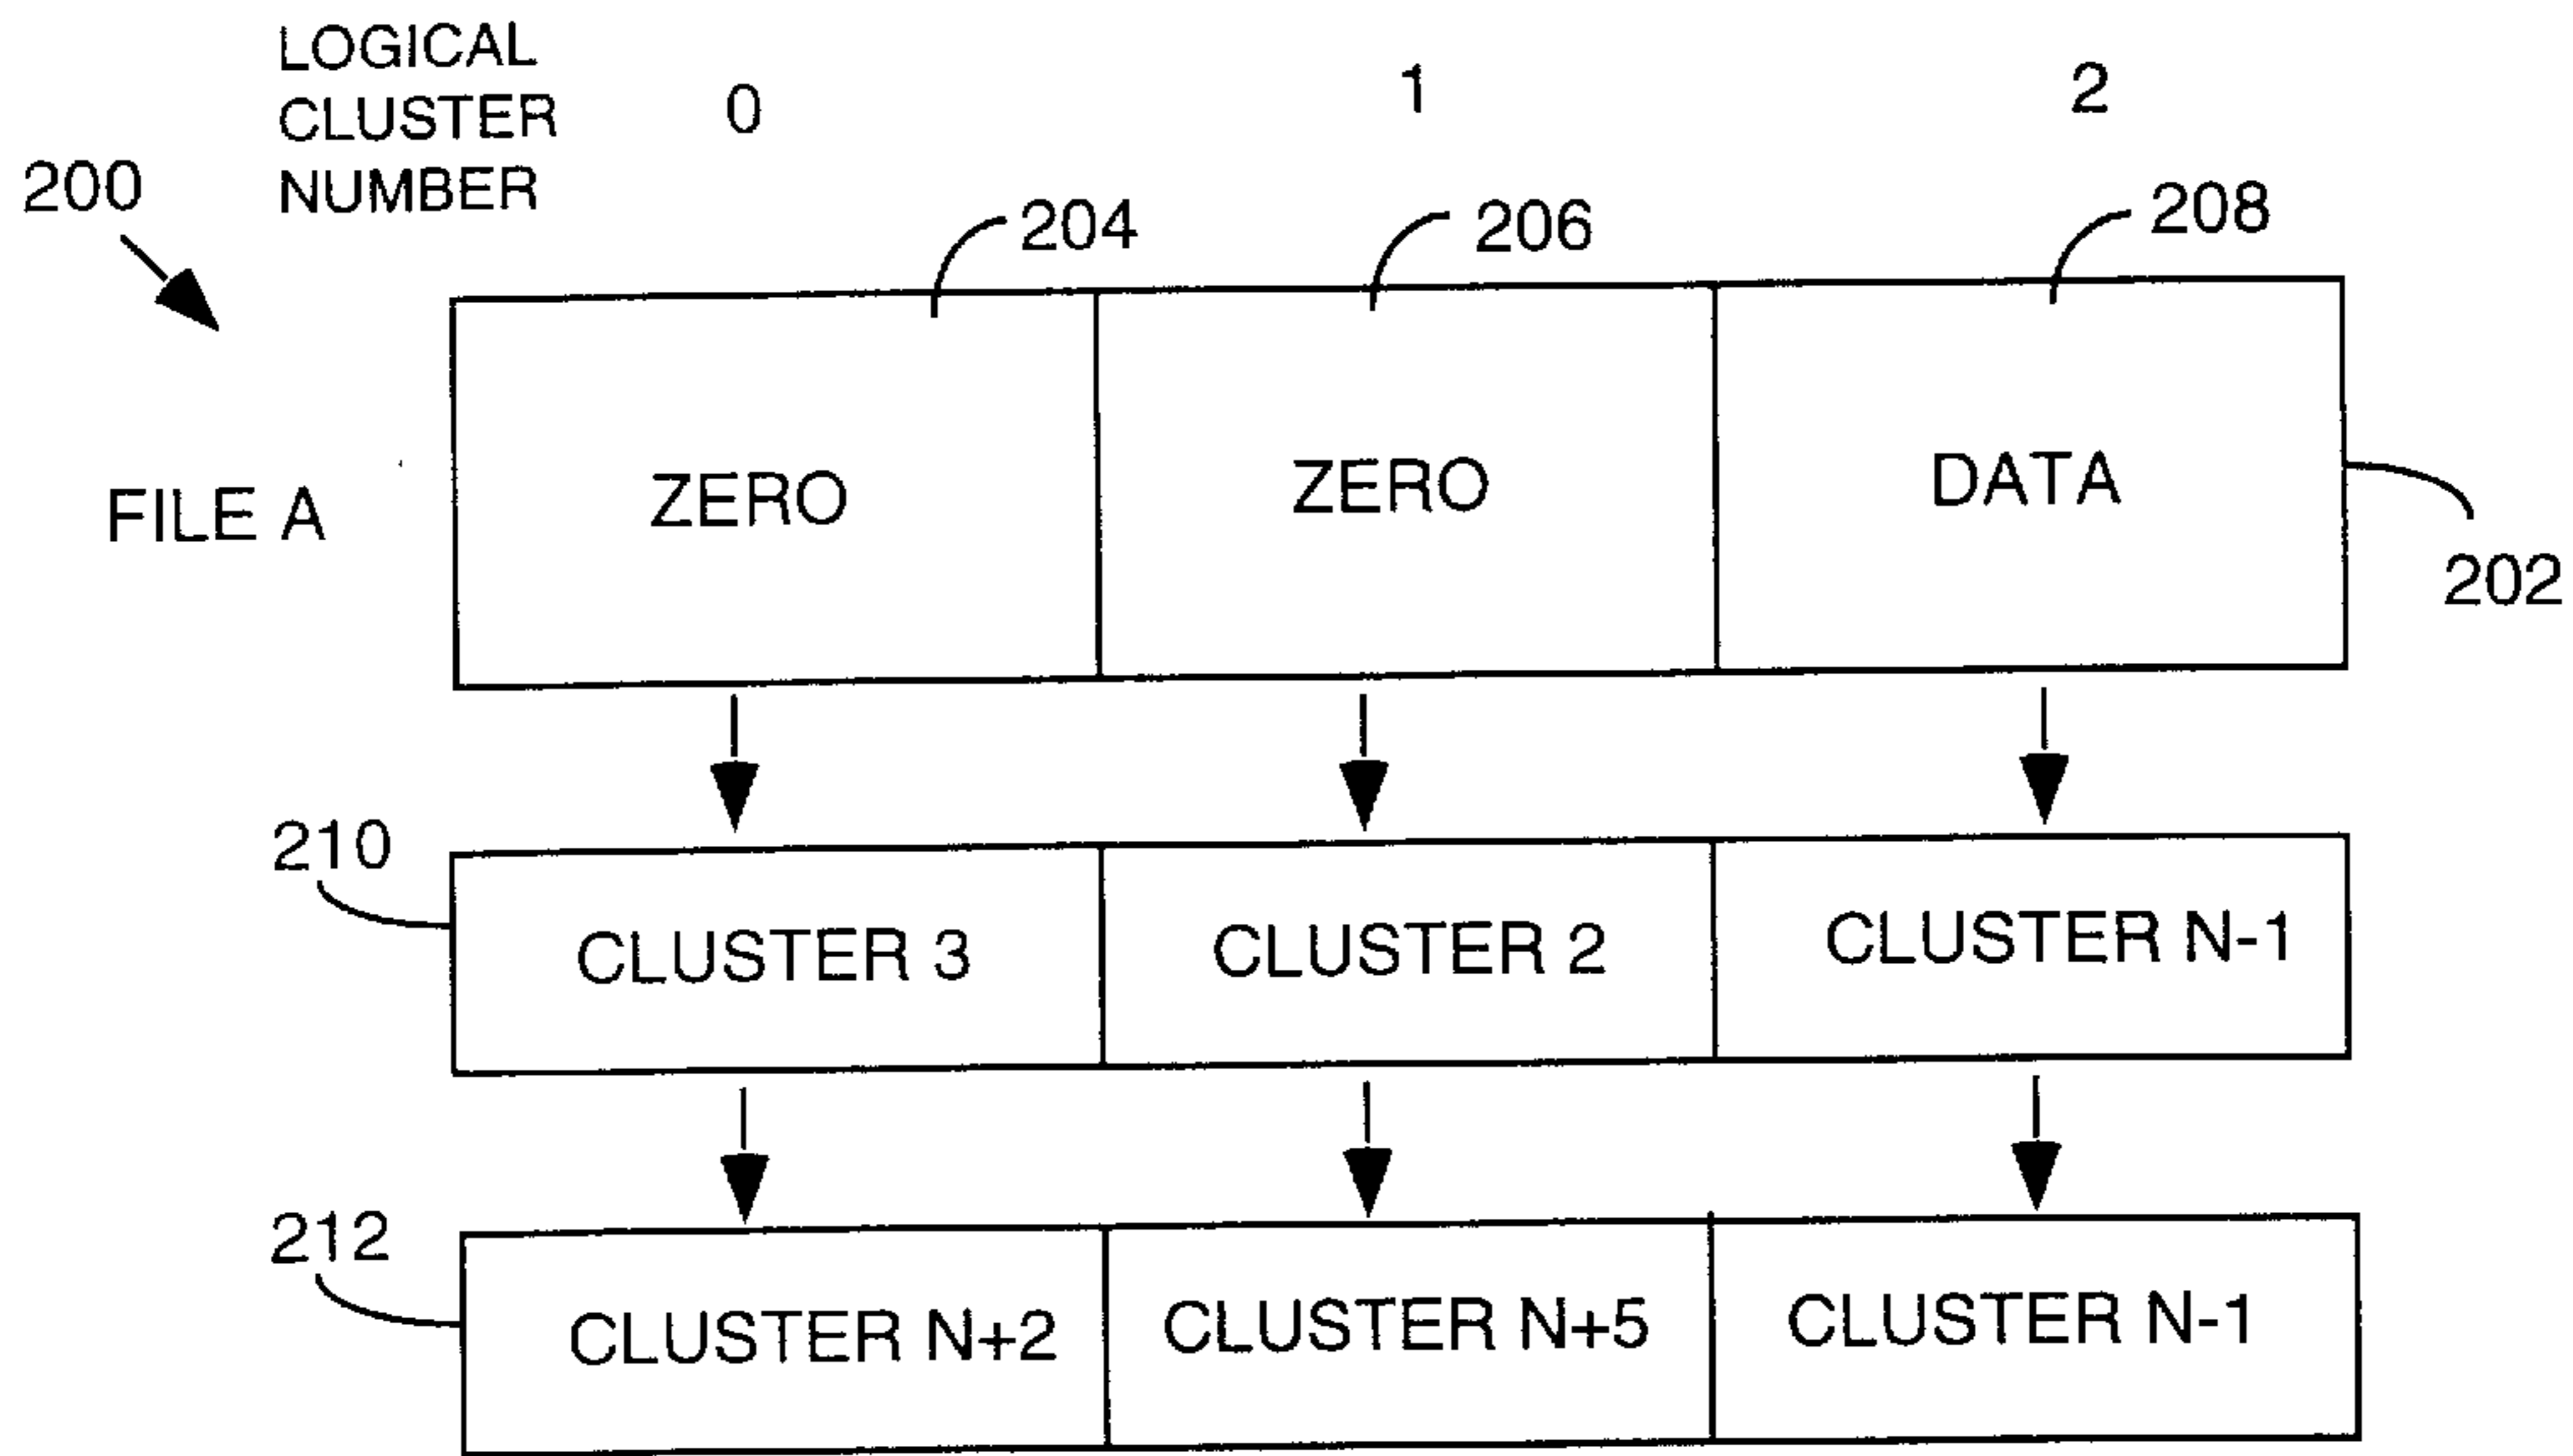 LOGICAL
CLUSTER
NUMBER
0 1 2
200
204 206 208
FILE A
ZERO ZERO DATA
202
210
CLUSTER 3 CLUSTER 2 CLUSTER N-1
212
CLUSTER N+2 CLUSTER N+5 CLUSTER N-1